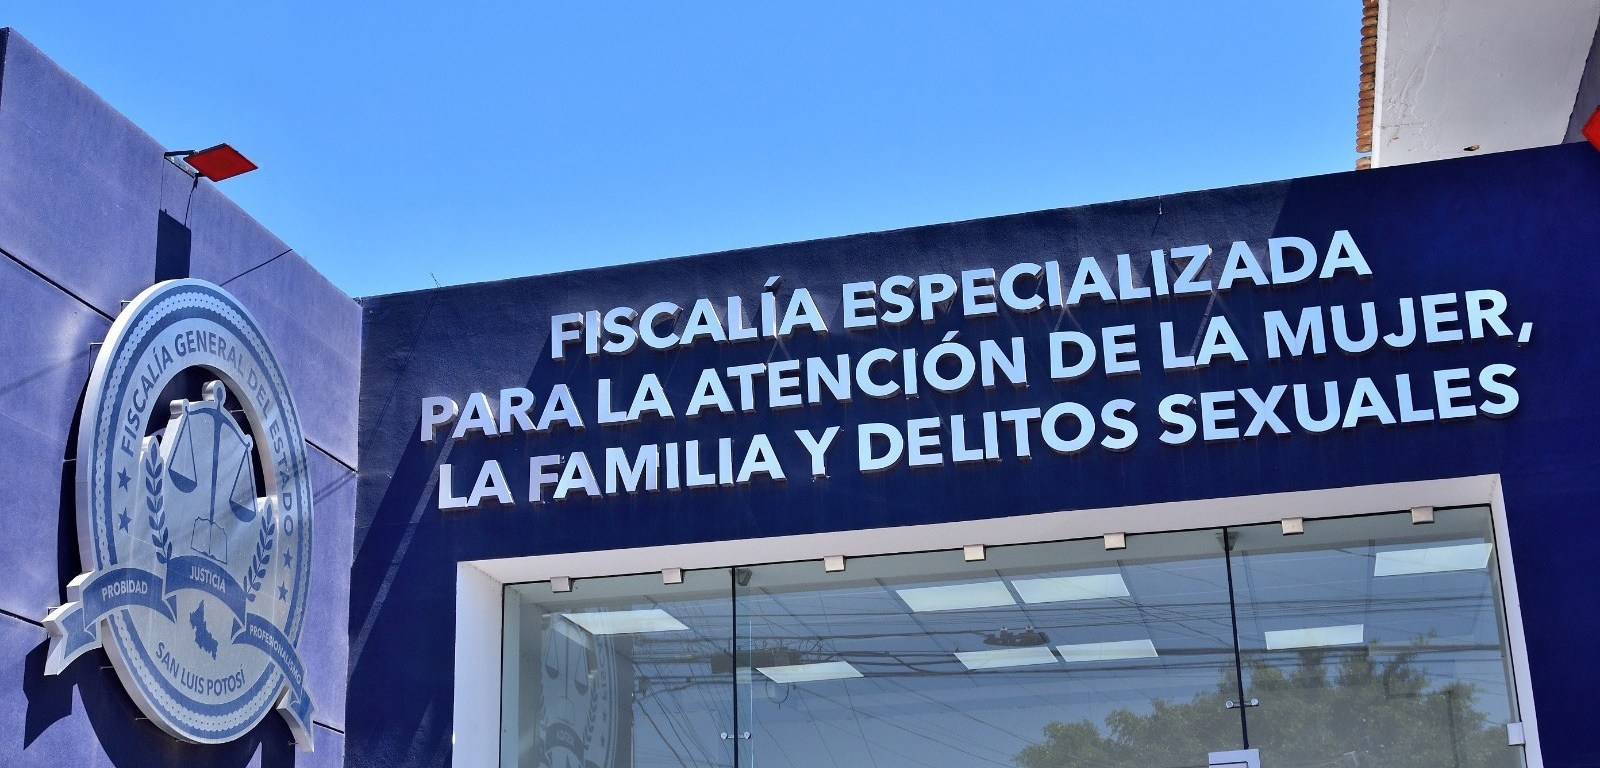 FISCALÍA ESPECIALIZADA
PARA LA ATENCIÓN DE LA MUJER,
LA FAMILIA Y DELITOS SEXUALES
FISCALÍA GENERAL DEL ESTADO
PROBIDAD
JUSTICIA
PROFESIONALISMO
SAN LUIS POTOSÍ